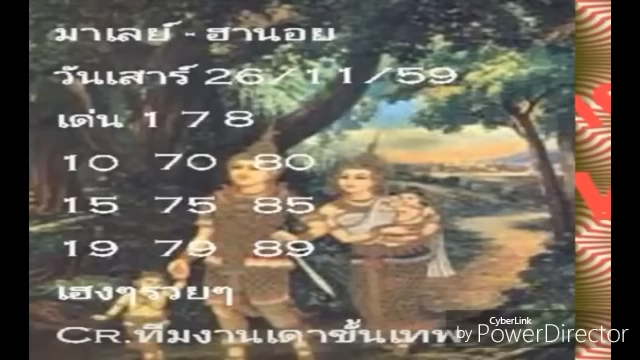 มาเลย์ - ฮานอย
วันเสาร์ 26/11/59
เด่น 1 7 8
10 70 80
15 75 85
19 79 89
เฮงๆรวยๆ
CR.ทีมงานเดาขั้นเทพ
CyberLink
by PowerDirector